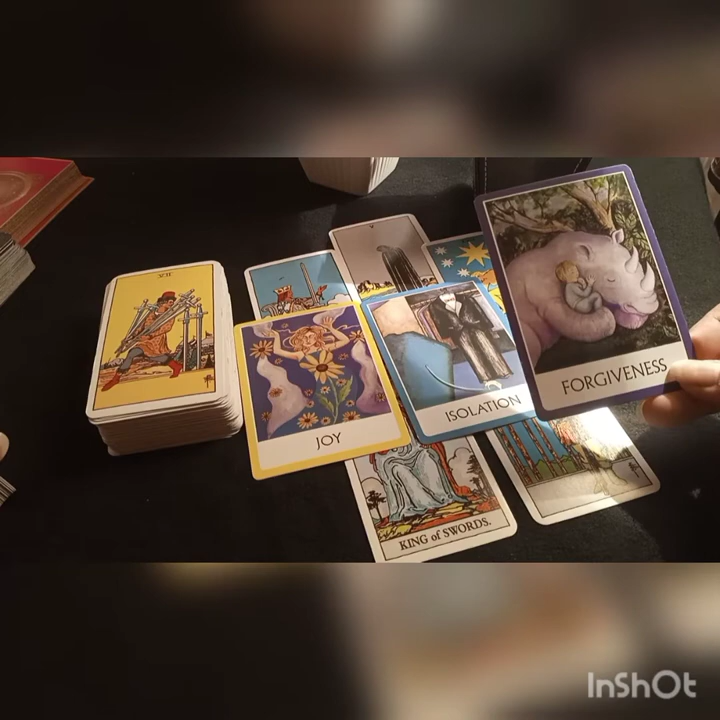 VII
JOY
ISOLATION
FORGIVENESS
KING of SWORDS.
InShOt